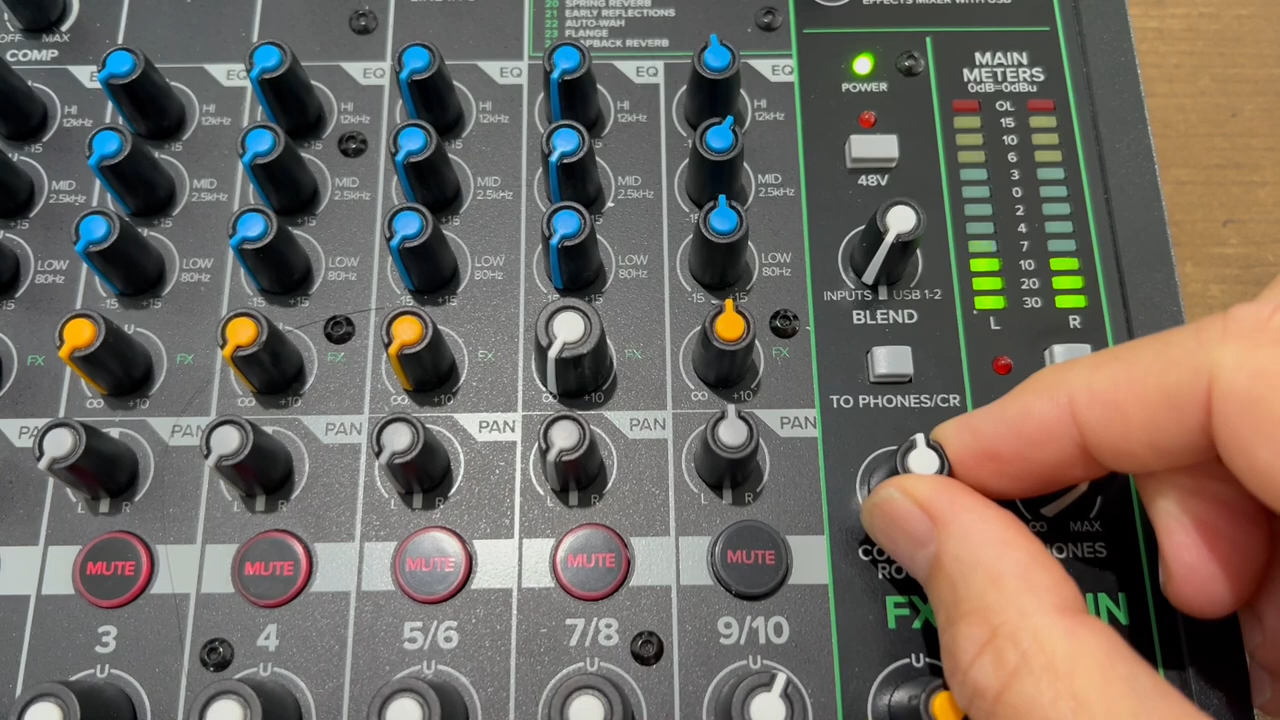 EFFECTS MIXER WITH USB
20 SPRING REVERB
21 EARLY REFLECTIONS
22 AUTO-WAH
23 FLANGE
OFF MAX
COMP
POWER
MAIN
METERS
0dB=0dBu
OL
15
10
6
3
0
2
4
7
10
20
30
L R
48V
INPUTS USB 1-2
BLEND
TO PHONES/CR
EQ EQ EQ EQ EQ
HI 12kHz HI 12kHz HI 12kHz HI 12kHz HI 12kHz
MID 2.5kHz MID 2.5kHz MID 2.5kHz MID 2.5kHz MID 2.5kHz
LOW 80Hz LOW 80Hz LOW 80Hz LOW 80Hz LOW 80Hz
-15 +15 -15 +15 -15 +15 -15 +15 -15 +15
U
FX FX FX FX FX FX
∞ +10 ∞ +10 ∞ +10 ∞ +10 ∞ +10
PAN PAN PAN PAN PAN
L R L R L R L R L R
∞ MAX
MUTE MUTE MUTE MUTE MUTE
3 4 5/6 7/8 9/10
FX
U U U U U U